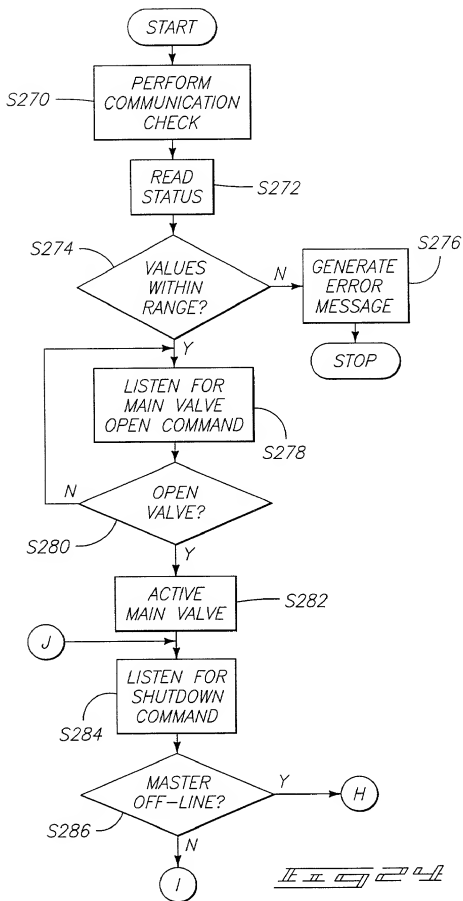 START
PERFORM
COMMUNICATION
CHECK
S270
READ
STATUS
S272
S274
VALUES
WITHIN
RANGE?
N
GENERATE
ERROR
MESSAGE
S276
STOP
Y
LISTEN FOR
MAIN VALVE
OPEN COMMAND
S278
N
OPEN
VALVE?
S280
Y
ACTIVE
MAIN VALVE
S282
J
LISTEN FOR
SHUTDOWN
COMMAND
S284
MASTER
OFF-LINE?
Y
H
S286
N
I
FIG 24